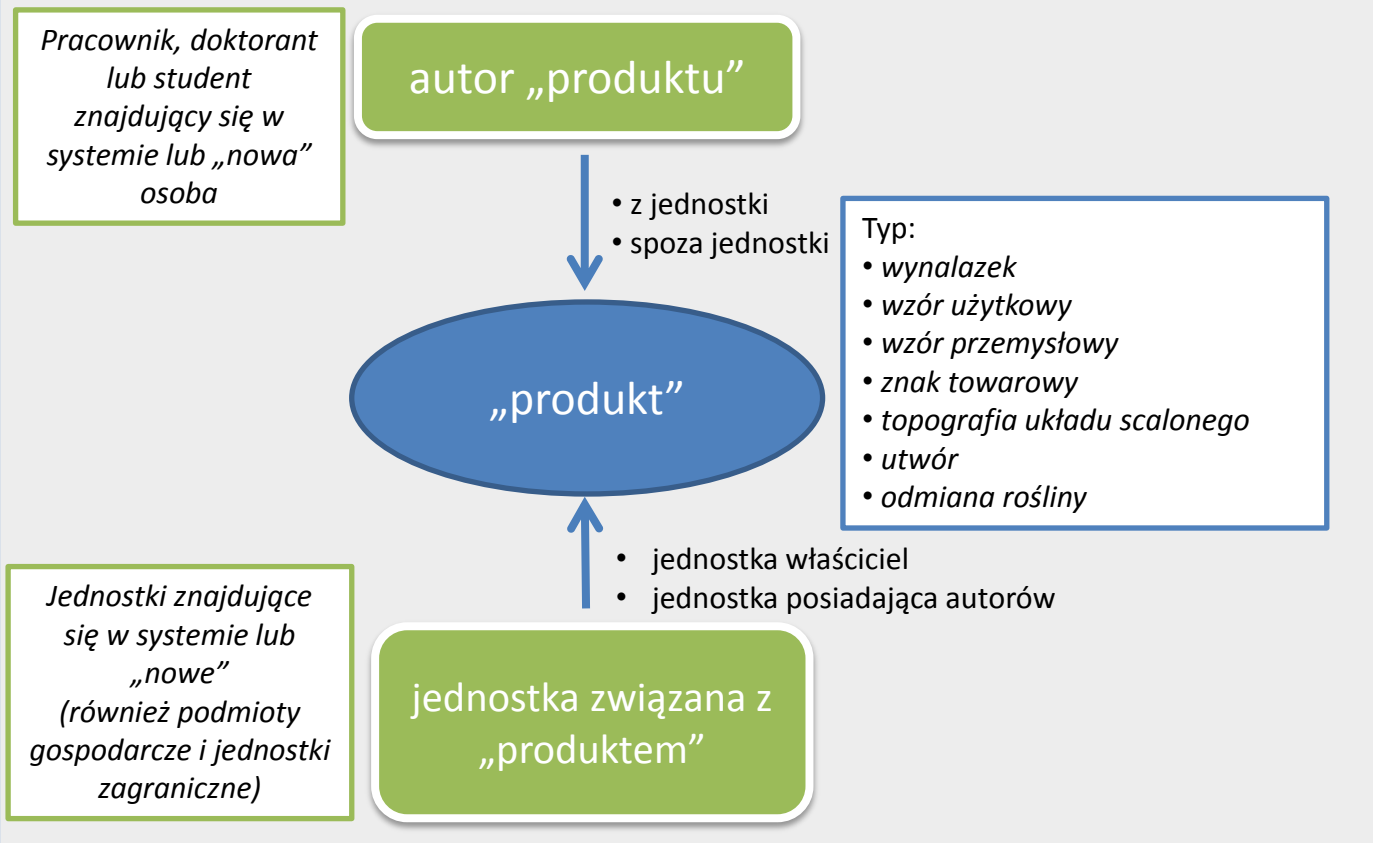 Pracownik, doktorant
lub student
znajdujący się w
systemie lub „nowa”
osoba
autor „produktu”
• z jednostki
• spoza jednostki
Typ:
• wynalazek
• wzór użytkowy
• wzór przemysłowy
• znak towarowy
• topografia układu scalonego
• utwór
• odmiana rośliny
„produkt”
• jednostka właściciel
• jednostka posiadająca autorów
Jednostki znajdujące
się w systemie lub
„nowe”
(również podmioty
gospodarcze i jednostki
zagraniczne)
jednostka związana z
„produktem”